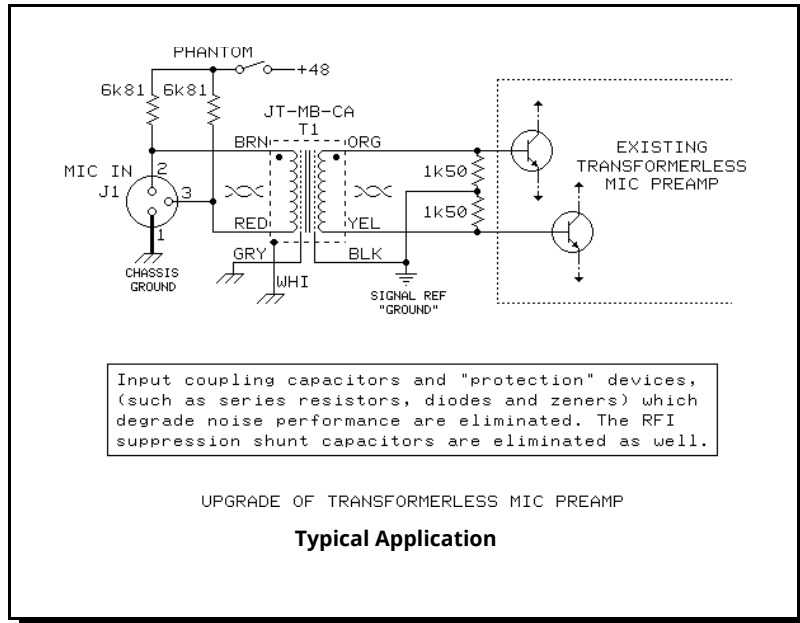 PHANTOM
+48
6k81 6k81
JT-MB-CA
T1
BRN ORG
MIC IN
J1
2
3
1
1k50
1k50
EXISTING
TRANSFORMERLESS
MIC PREAMP
RED YEL
GRY BLK
WHI
CHASSIS
GROUND
SIGNAL REF
"GROUND"
Input coupling capacitors and "protection" devices,
(such as series resistors, diodes and zeners) which
degrade noise performance are eliminated. The RFI
suppression shunt capacitors are eliminated as well.
UPGRADE OF TRANSFORMERLESS MIC PREAMP
Typical Application